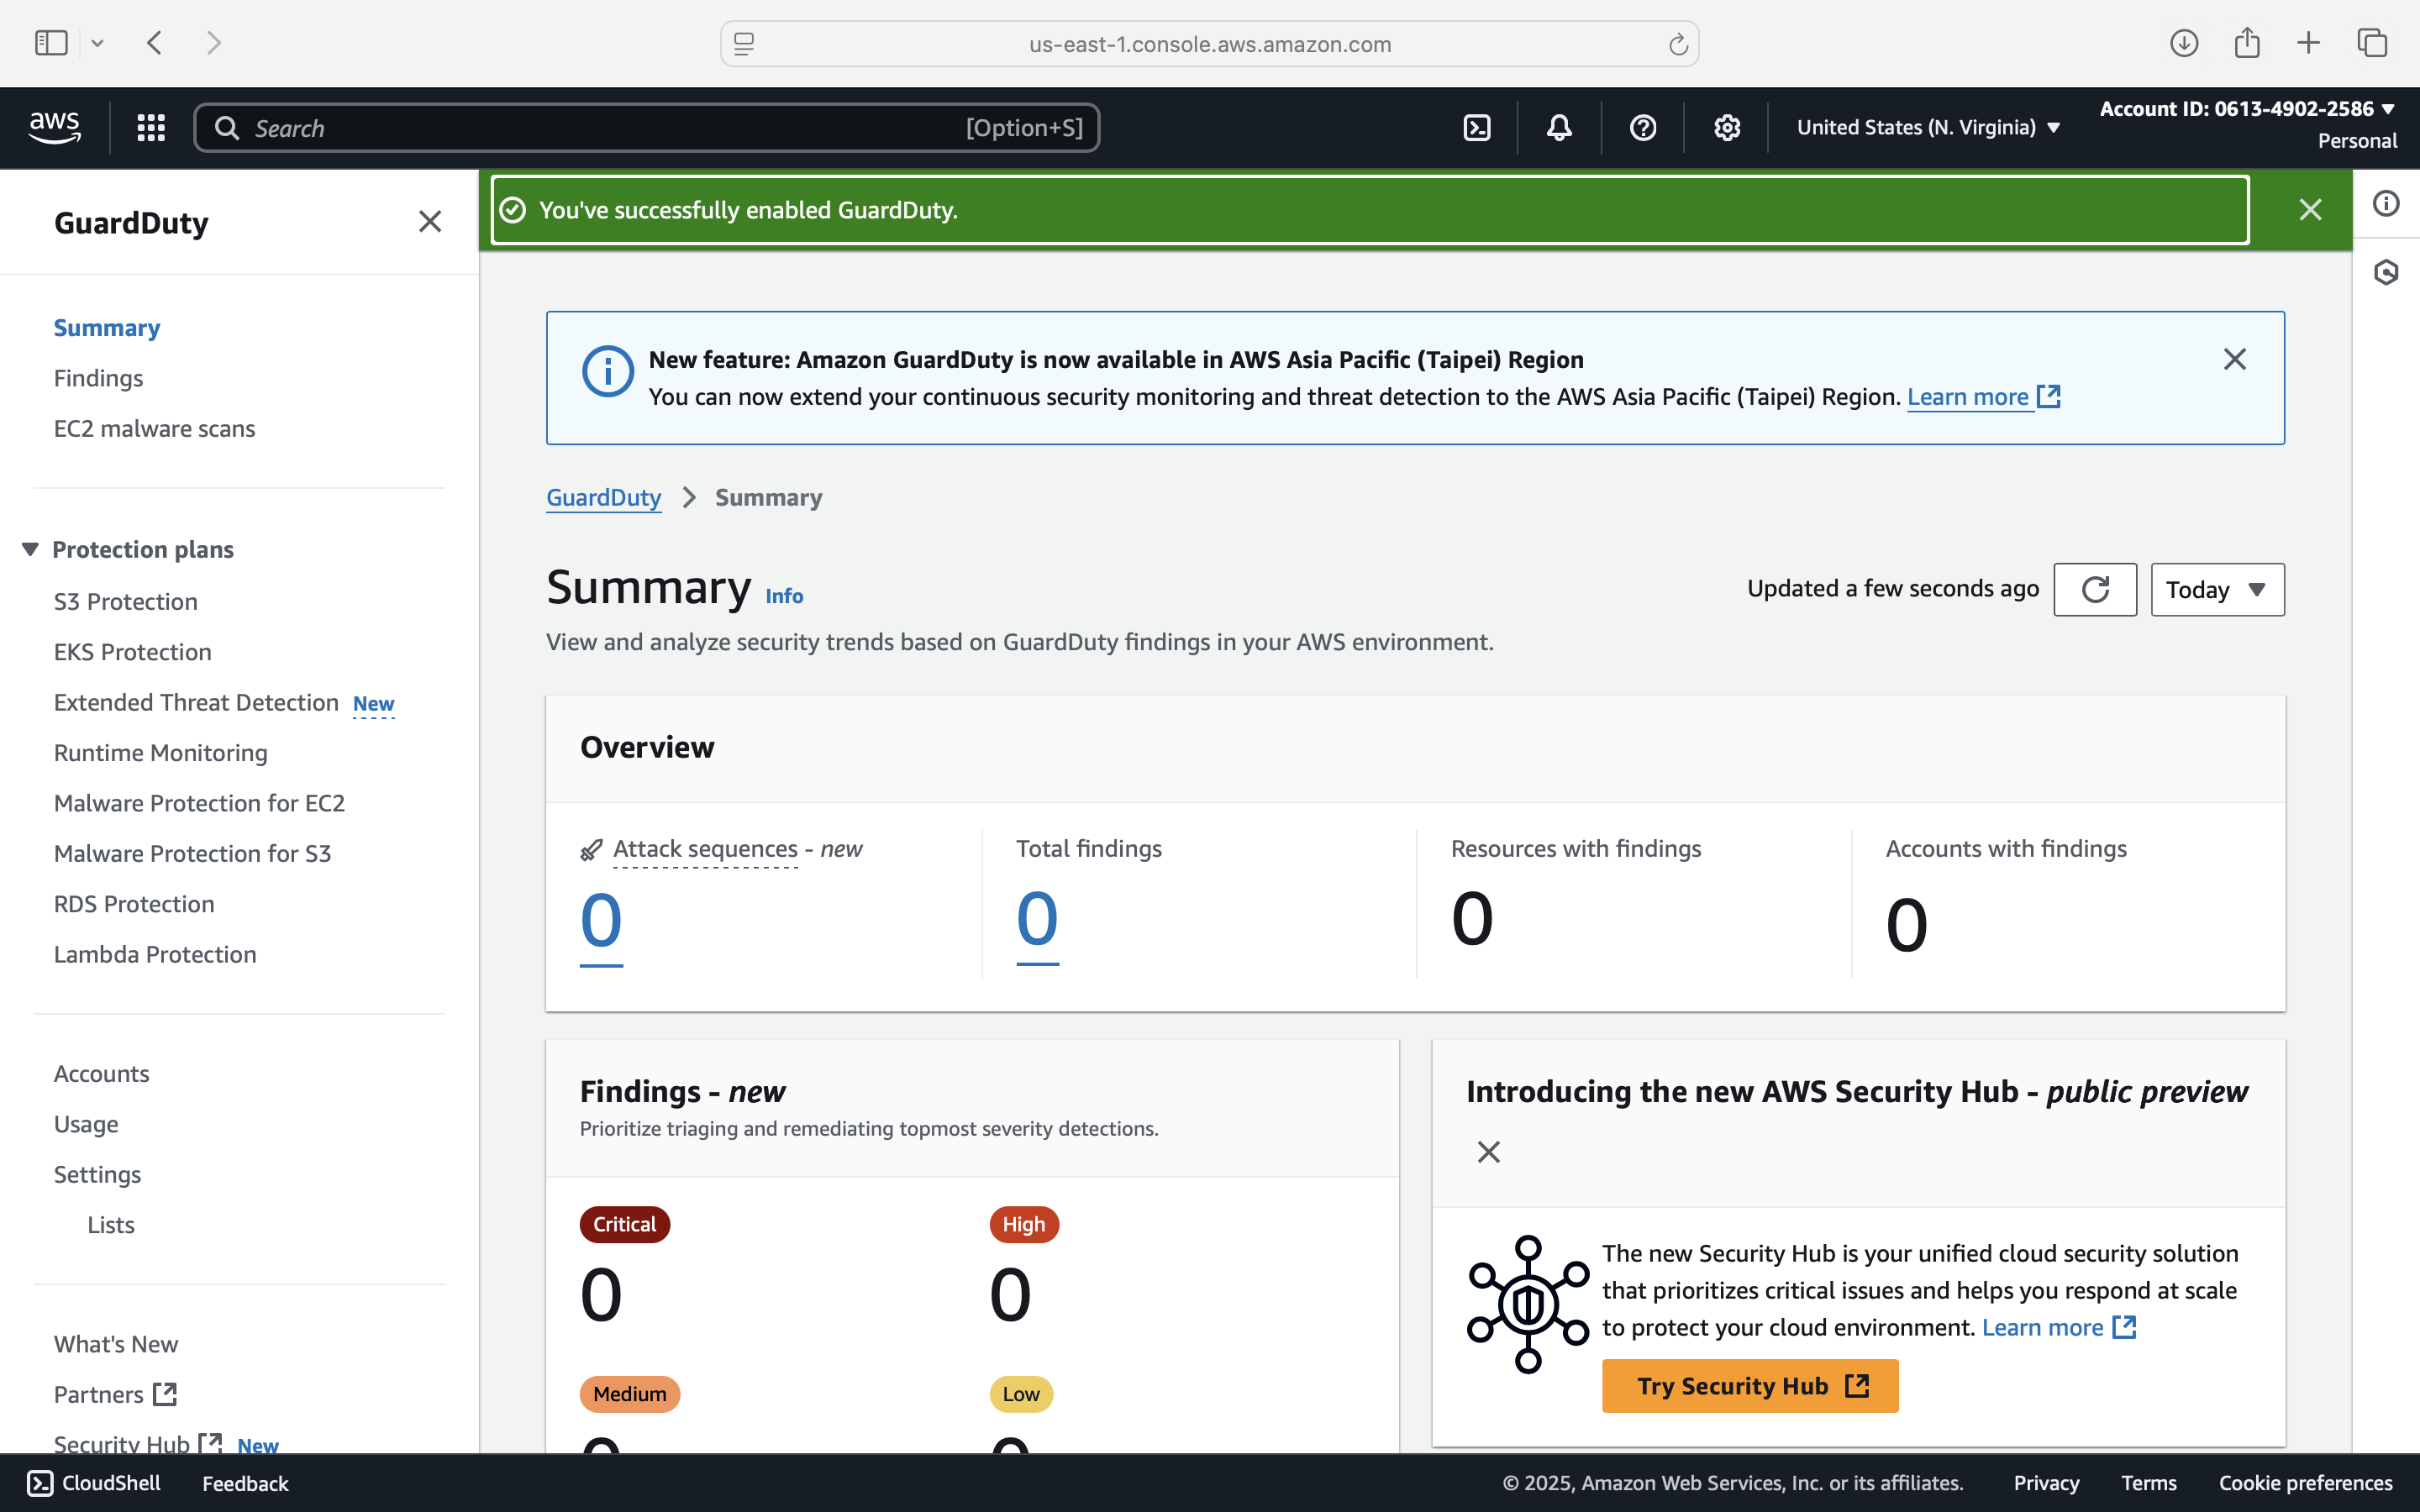 us-east-1.console.aws.amazon.com
aws
Search
[Option+S]
United States (N. Virginia)
Account ID: 0613-4902-2586
Personal
GuardDuty
Summary
Findings
EC2 malware scans
Protection plans
S3 Protection
EKS Protection
Extended Threat Detection New
Runtime Monitoring
Malware Protection for EC2
Malware Protection for S3
RDS Protection
Lambda Protection
Accounts
Usage
Settings
Lists
What's New
Partners
Security Hub New
You've successfully enabled GuardDuty.
New feature: Amazon GuardDuty is now available in AWS Asia Pacific (Taipei) Region
You can now extend your continuous security monitoring and threat detection to the AWS Asia Pacific (Taipei) Region. Learn more
GuardDuty > Summary
Summary Info
Updated a few seconds ago
Today
View and analyze security trends based on GuardDuty findings in your AWS environment.
Overview
Attack sequences - new
0
Total findings
0
Resources with findings
0
Accounts with findings
0
Findings - new
Prioritize triaging and remediating topmost severity detections.
Critical
0
High
0
Medium
0
Low
0
Introducing the new AWS Security Hub - public preview
The new Security Hub is your unified cloud security solution
that prioritizes critical issues and helps you respond at scale
to protect your cloud environment. Learn more
Try Security Hub
CloudShell
Feedback
© 2025, Amazon Web Services, Inc. or its affiliates.
Privacy
Terms
Cookie preferences